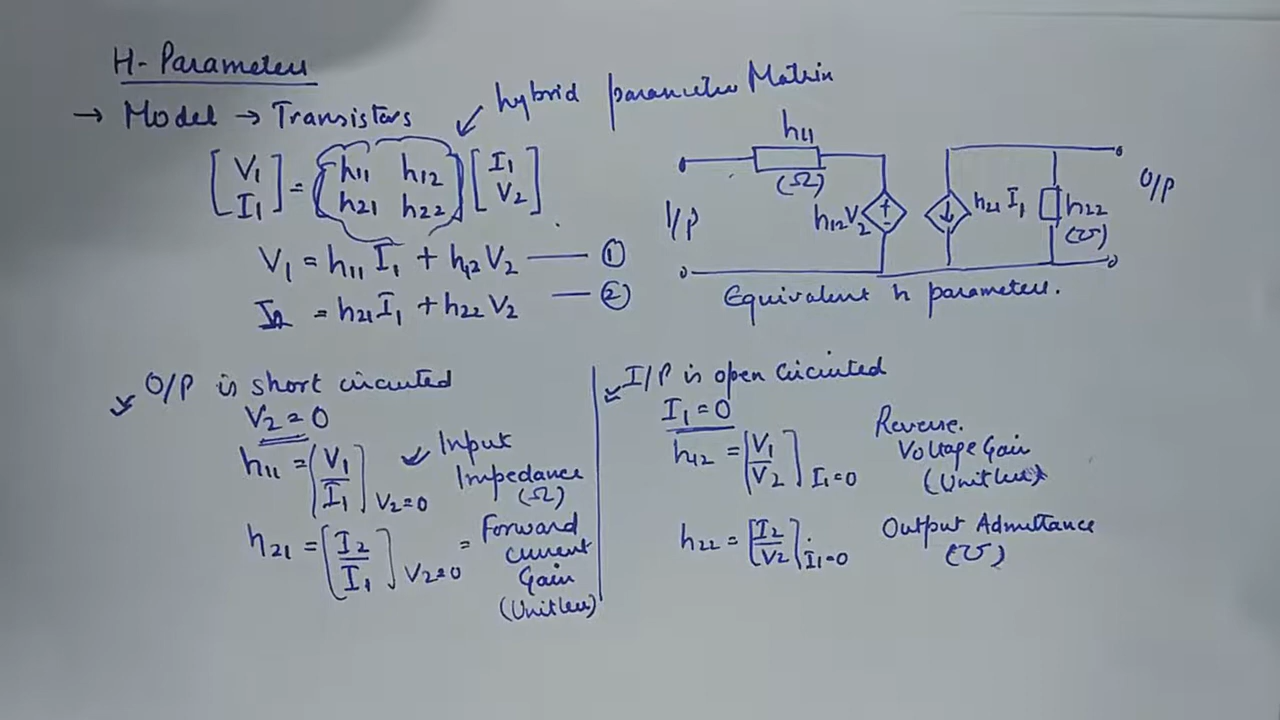 H- Parameters
→ Model → Transistors
hybrid parameter Matrix
[V1 I1] = [h11 h12 h21 h22] [I1 V2]
V1 = h11 I1 + h12 V2 —— ①
I2 = h21 I1 + h22 V2 — ②
h11
(Ω)
I/P
h12V2
+
-
h21 I1
h22
(℧)
O/P
Equivalent h parameters.
O/P is short circuited
V2 = 0
h11 = [V1/I1] V2=0
Input
Impedance
(Ω)
h21 = [I2/I1] V2=0 = Forward
current
Gain
(Unitless)
I/P is open circuited
I1 = 0
h12 = [V1/V2] I1=0
Reverse.
Voltage Gain
(Unitless)
h22 = [I2/V2] I1=0
Output Admittance
(℧)